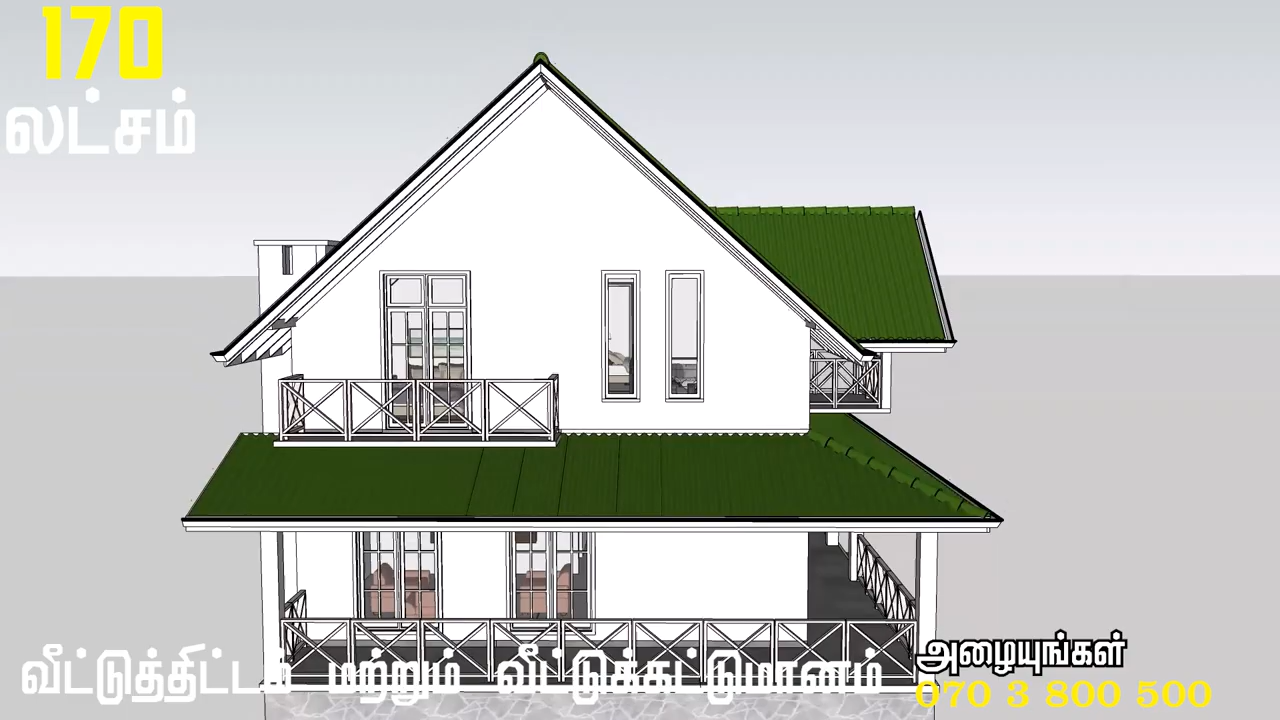 170
லட்சம்
வீட்டுத்திட்டம் மற்றும் வீட்டுக்கட்டுமானம்
அழையுங்கள்
070 3 800 500